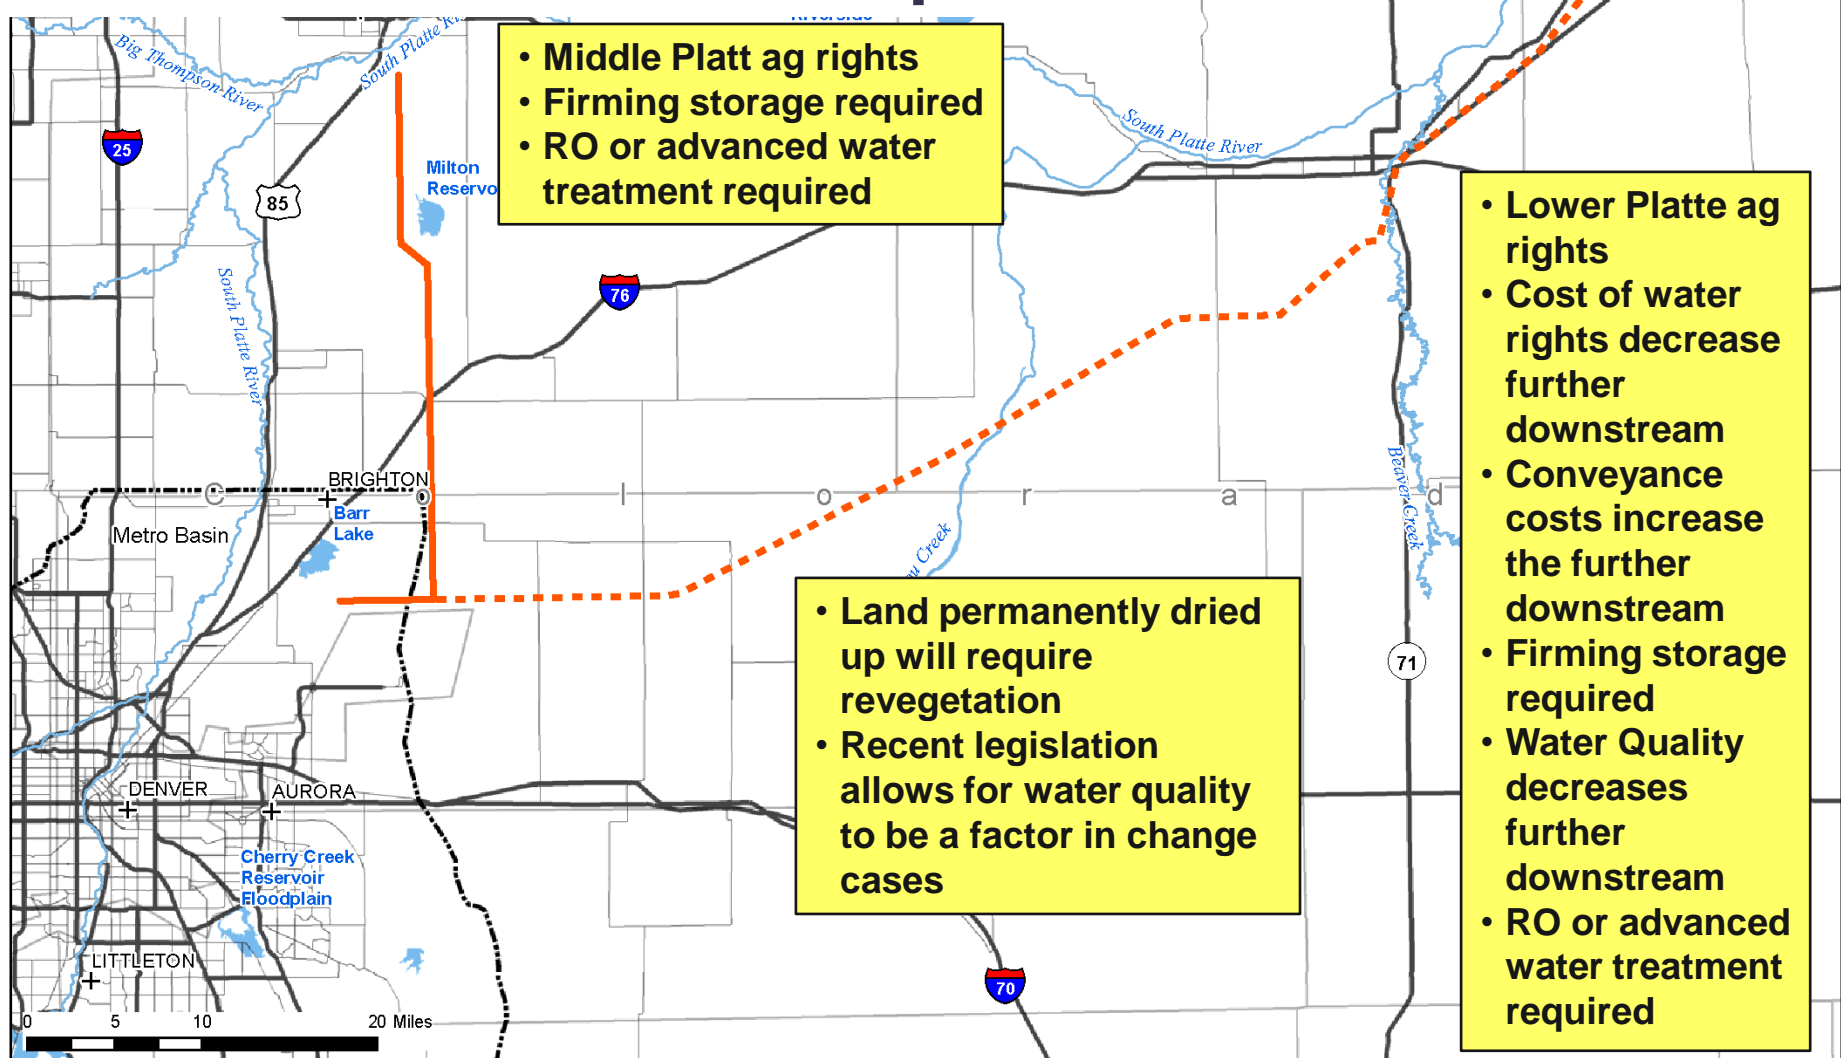 Riverside
Big Thompson River
South Platte Ri
• Middle Platt ag rights
• Firming storage required
• RO or advanced water
treatment required
25
85
Milton
Reservo
South Platte River
76
South Platte River
• Lower Platte ag
rights
• Cost of water
rights decrease
further
downstream
• Conveyance
costs increase
the further
downstream
• Firming storage
required
• Water Quality
decreases
further
downstream
• RO or advanced
water treatment
required
C o l o r a d
BRIGHTON
Barr
Lake
Metro Basin
ou Creek
Beaver Creek
71
• Land permanently dried
up will require
revegetation
• Recent legislation
allows for water quality
to be a factor in change
cases
DENVER
AURORA
Cherry Creek
Reservoir
Floodplain
LITTLETON
70
0 5 10 20 Miles